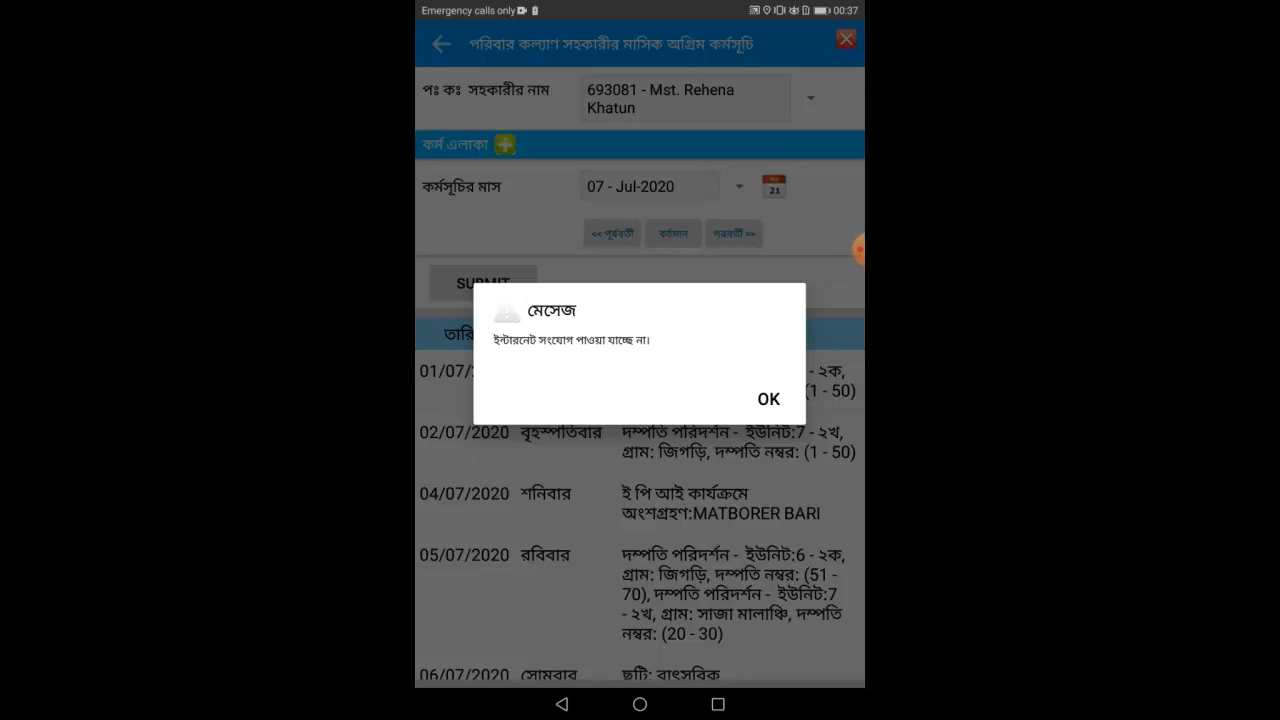 Emergency calls only
00:37
পরিবার কল্যাণ সহকারীর মাসিক অগ্রিম কর্মসূচি
পঃ কঃ সহকারীর নাম
693081 - Mst. Rehena
Khatun
কর্ম এলাকা
কর্মসূচির মাস
07 - Jul-2020
21
<< পূর্ববর্তী
বর্তমান
পরবর্তী >>
মেসেজ
ইন্টারনেট সংযোগ পাওয়া যাচ্ছে না।
OK
01/07/
- ২ক,
(1 - 50)
02/07/2020 বৃহস্পতিবার দম্পতি পরিদর্শন - ইউনিট:7 - ২খ,
গ্রাম: জিগড়ি, দম্পতি নম্বর: (1 - 50)
04/07/2020 শনিবার ই পি আই কার্যক্রমে
অংশগ্রহণ:MATBORER BARI
05/07/2020 রবিবার দম্পতি পরিদর্শন - ইউনিট:6 - ২ক,
গ্রাম: জিগড়ি, দম্পতি নম্বর: (51 -
70), দম্পতি পরিদর্শন - ইউনিট:7
- ২খ, গ্রাম: সাজা মালাঞ্চি, দম্পতি
নম্বর: (20 - 30)
06/07/2020 সোমবার ছুটি: বাৎসরিক